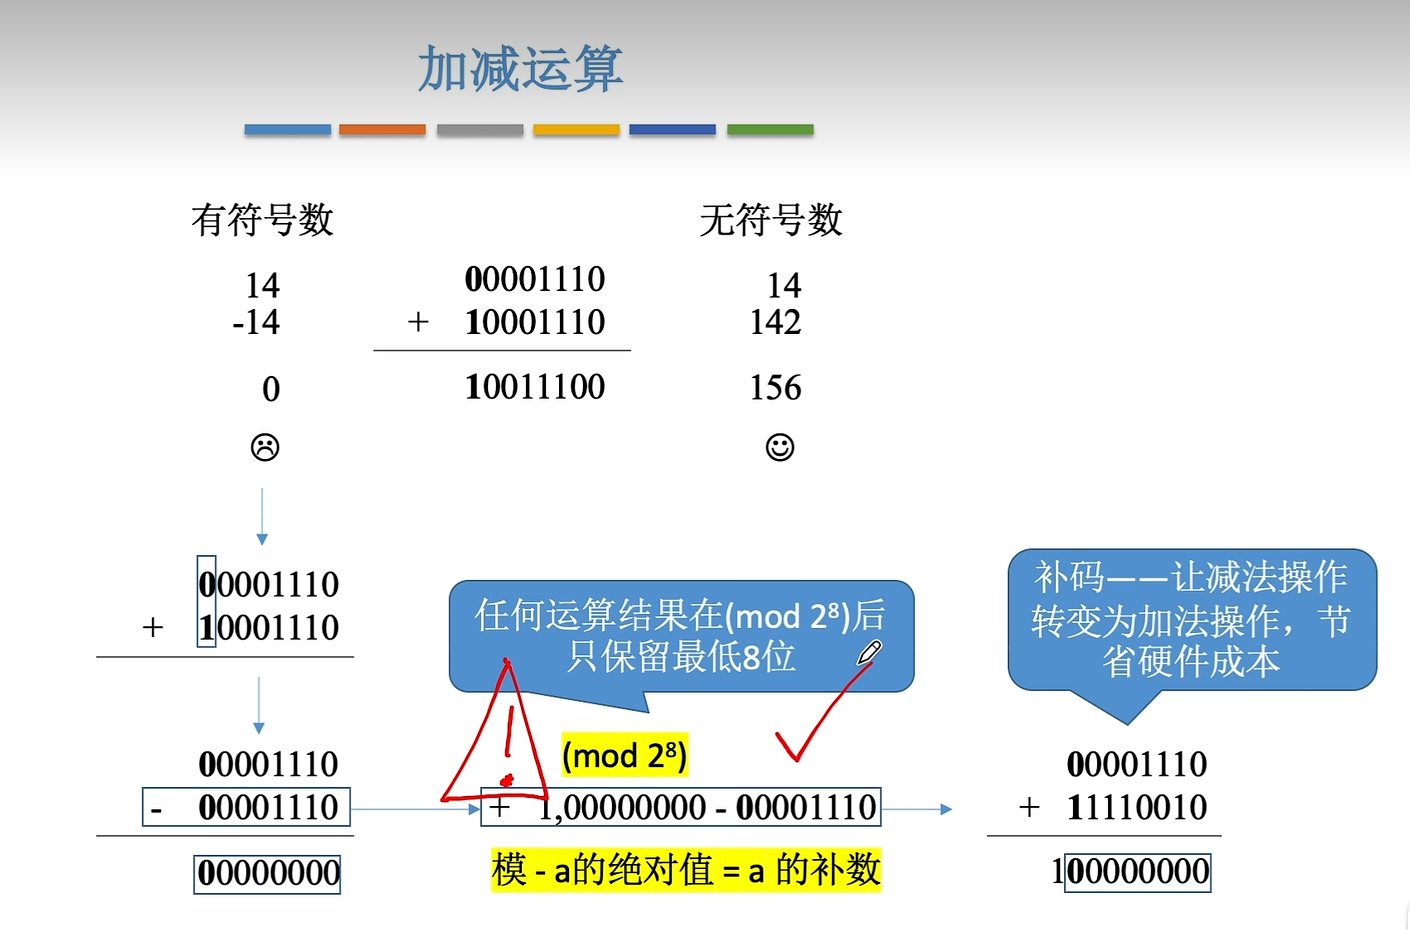 加减运算
有符号数
无符号数
14
00001110
14
-14
+ 10001110
142
0
10011100
156
00001110
+ 10001110
任何运算结果在(mod 2⁸)后
只保留最低8位
补码——让减法操作
转变为加法操作，节
省硬件成本
00001110
(mod 2⁸)
00001110
- 00001110
+ 1,00000000 - 00001110
+ 11110010
00000000
模 - a的绝对值 = a 的补数
100000000